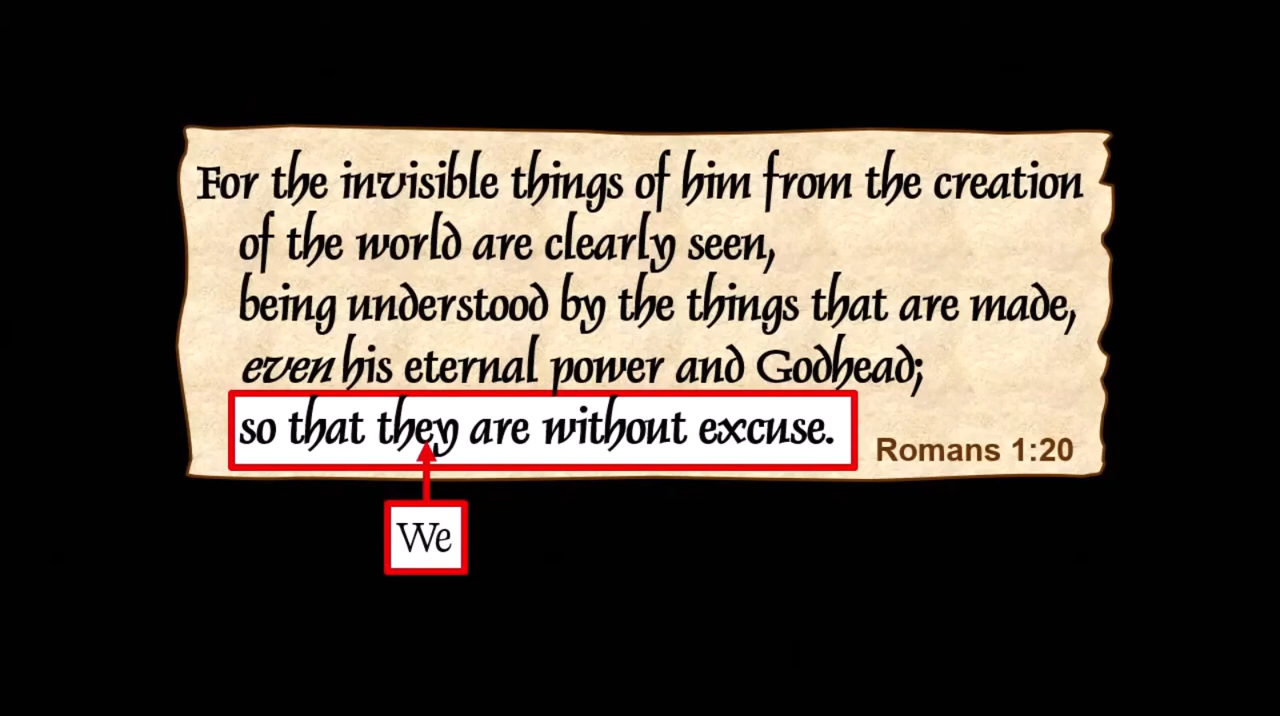 For the invisible things of him from the creation
of the world are clearly seen,
being understood by the things that are made,
even his eternal power and Godhead;
so that they are without excuse.
Romans 1:20
We